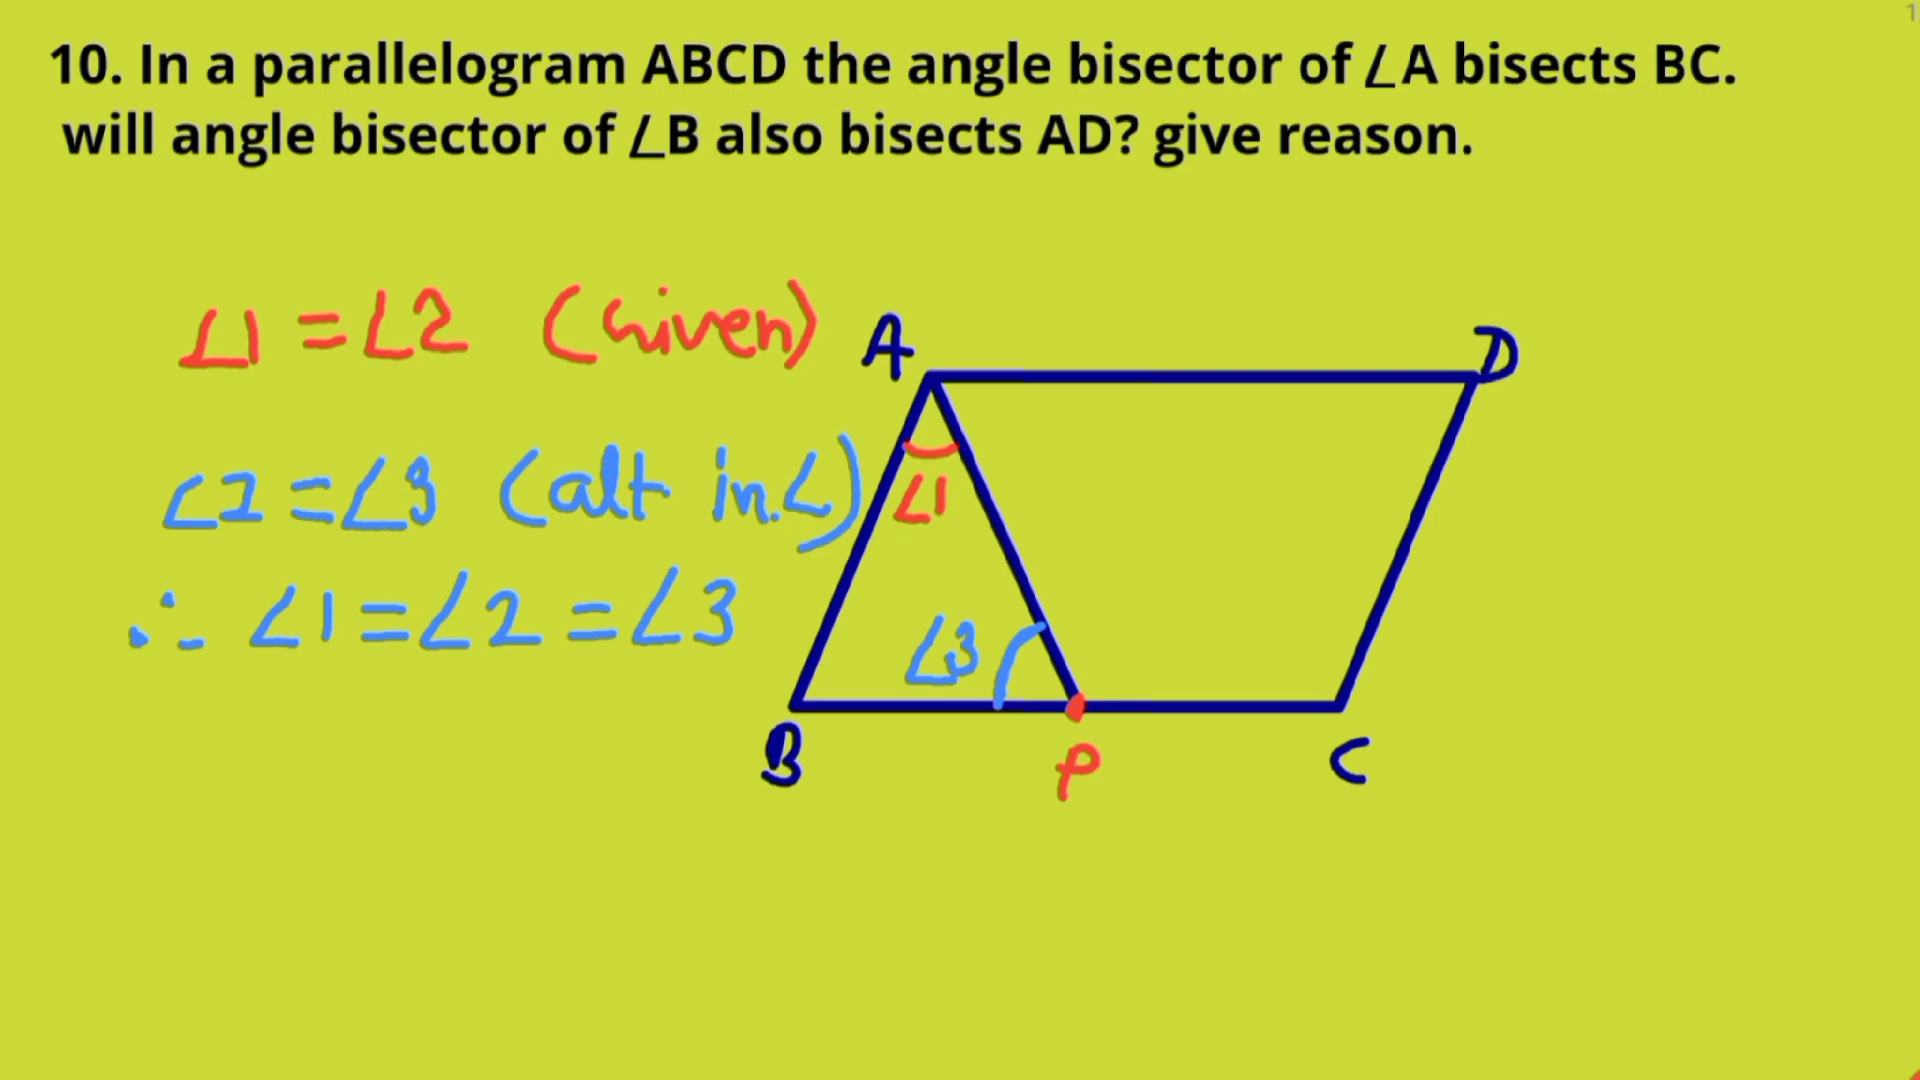 1
10. In a parallelogram ABCD the angle bisector of ∠A bisects BC.
will angle bisector of ∠B also bisects AD? give reason.
∠1 = ∠2 (Given)
∠2 = ∠3 (alt in.∠)
∴ ∠1 = ∠2 = ∠3
A
D
∠1
∠3
B
P
C